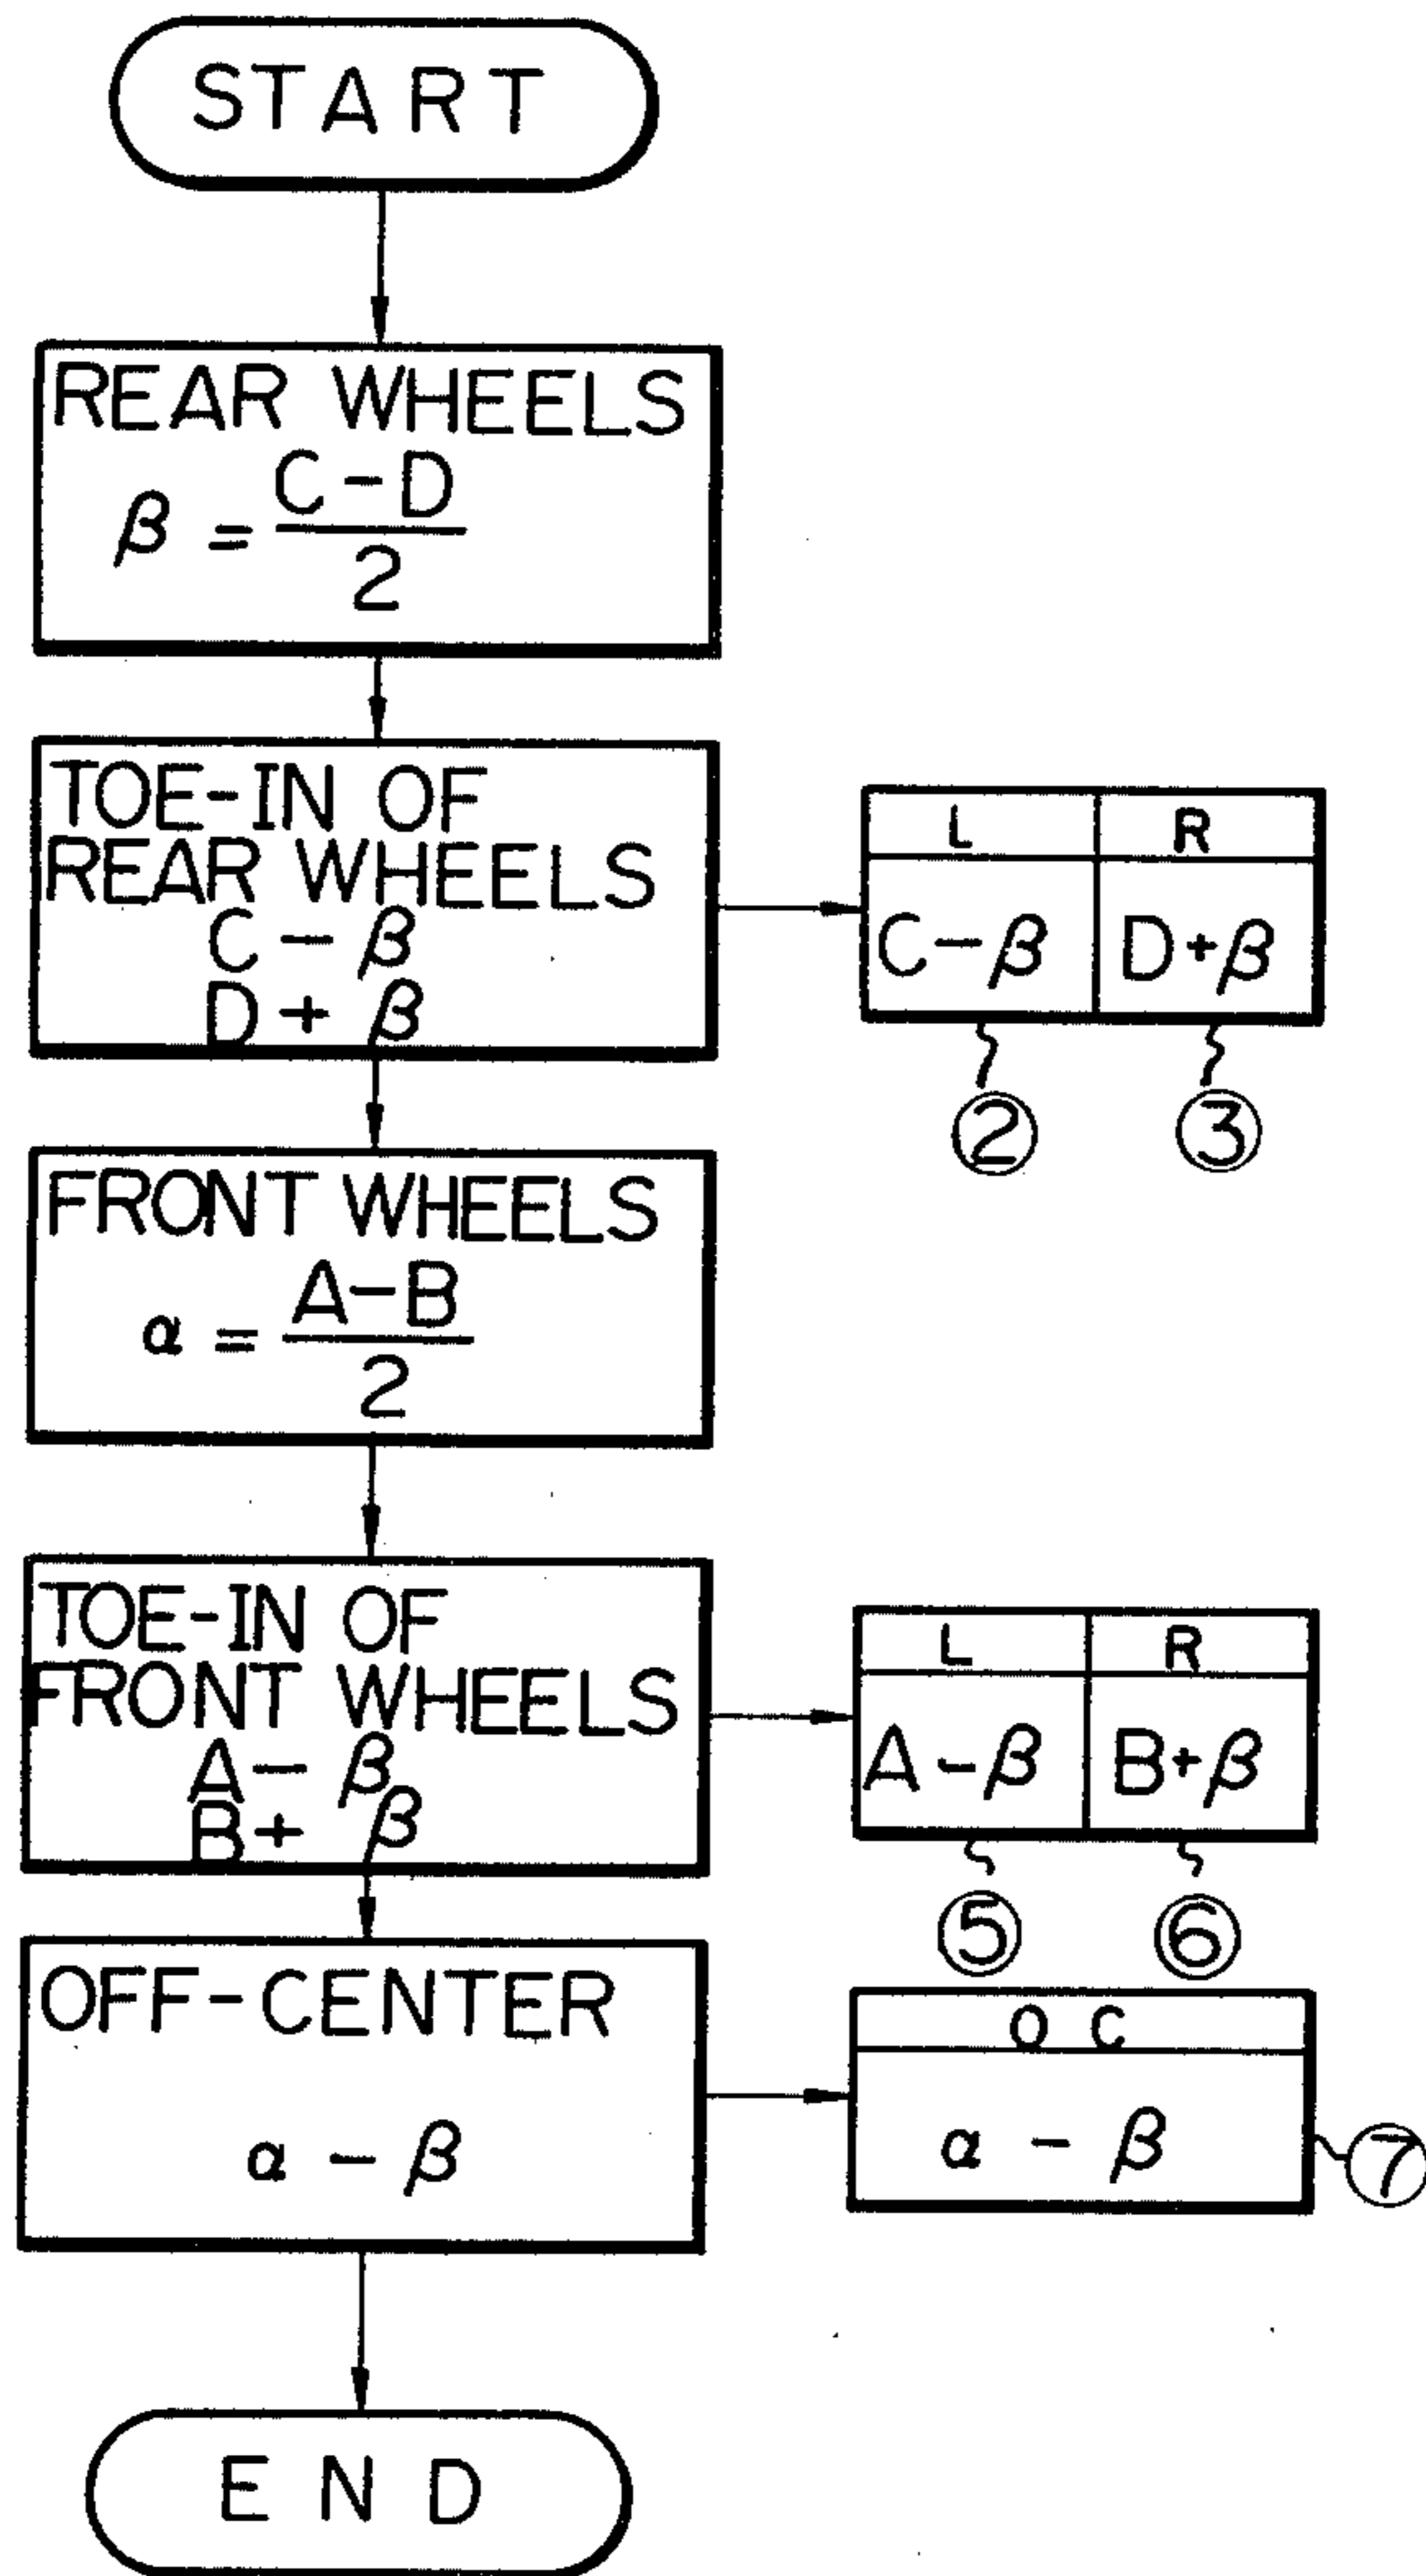 START
REAR WHEELS
β = C-D
2
TOE-IN OF
REAR WHEELS
C-β
D+β
L R
C-β D+β
② ③
FRONT WHEELS
α = A-B
2
TOE-IN OF
FRONT WHEELS
A-β
B+β
L R
A-β B+β
⑤ ⑥
OFF-CENTER
α-β
O C
α-β
⑦
END